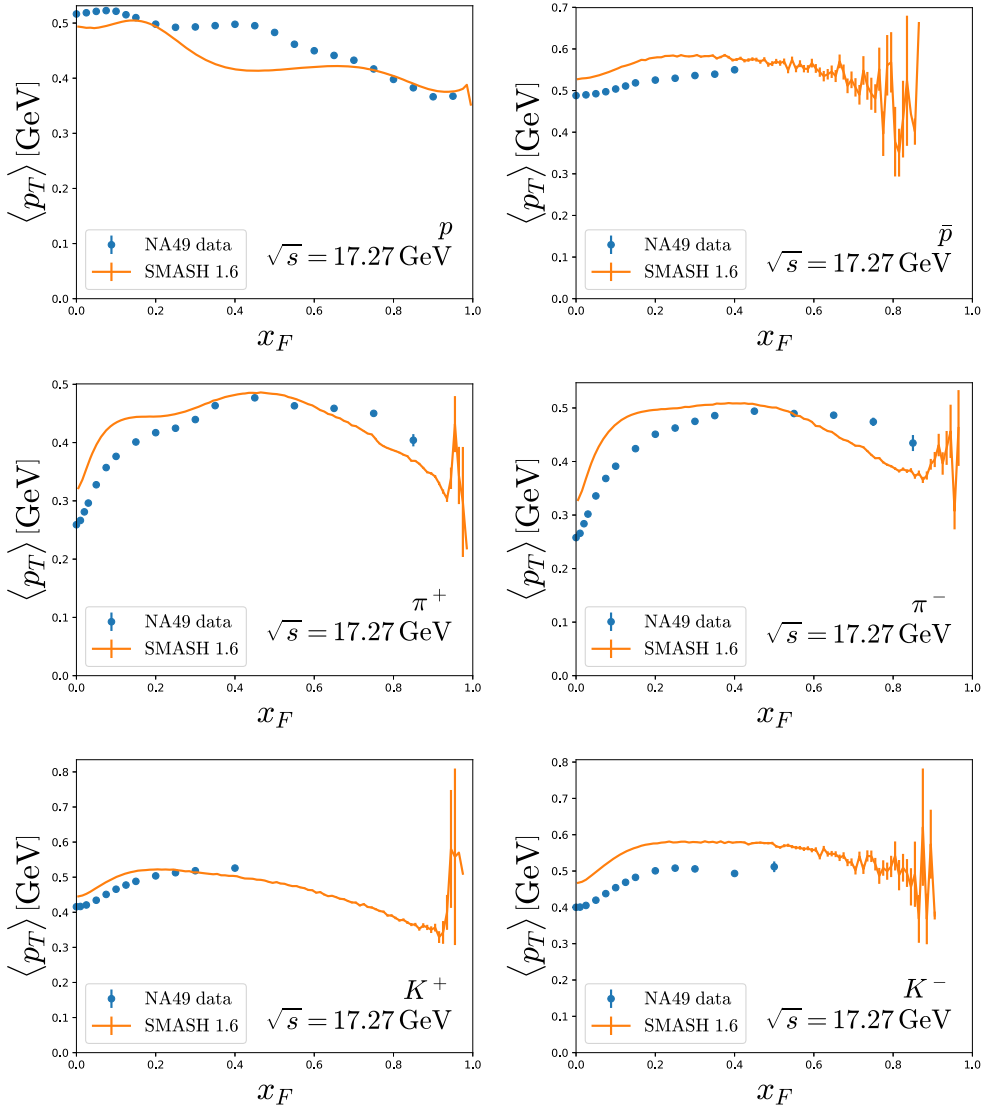 0.5
0.4
0.3
0.2
0.1
0.0
⟨p_T⟩ [GeV]
NA49 data
SMASH 1.6
p
√s = 17.27 GeV
0.0 0.2 0.4 0.6 0.8 1.0
x_F
0.7
0.6
0.5
0.4
0.3
0.2
0.1
0.0
⟨p_T⟩ [GeV]
NA49 data
SMASH 1.6
p̄
√s = 17.27 GeV
0.0 0.2 0.4 0.6 0.8 1.0
x_F
0.5
0.4
0.3
0.2
0.1
0.0
⟨p_T⟩ [GeV]
NA49 data
SMASH 1.6
π⁺
√s = 17.27 GeV
0.0 0.2 0.4 0.6 0.8 1.0
x_F
0.5
0.4
0.3
0.2
0.1
0.0
⟨p_T⟩ [GeV]
NA49 data
SMASH 1.6
π⁻
√s = 17.27 GeV
0.0 0.2 0.4 0.6 0.8 1.0
x_F
0.8
0.7
0.6
0.5
0.4
0.3
0.2
0.1
0.0
⟨p_T⟩ [GeV]
NA49 data
SMASH 1.6
K⁺
√s = 17.27 GeV
0.0 0.2 0.4 0.6 0.8 1.0
x_F
0.8
0.7
0.6
0.5
0.4
0.3
0.2
0.1
0.0
⟨p_T⟩ [GeV]
NA49 data
SMASH 1.6
K⁻
√s = 17.27 GeV
0.0 0.2 0.4 0.6 0.8 1.0
x_F